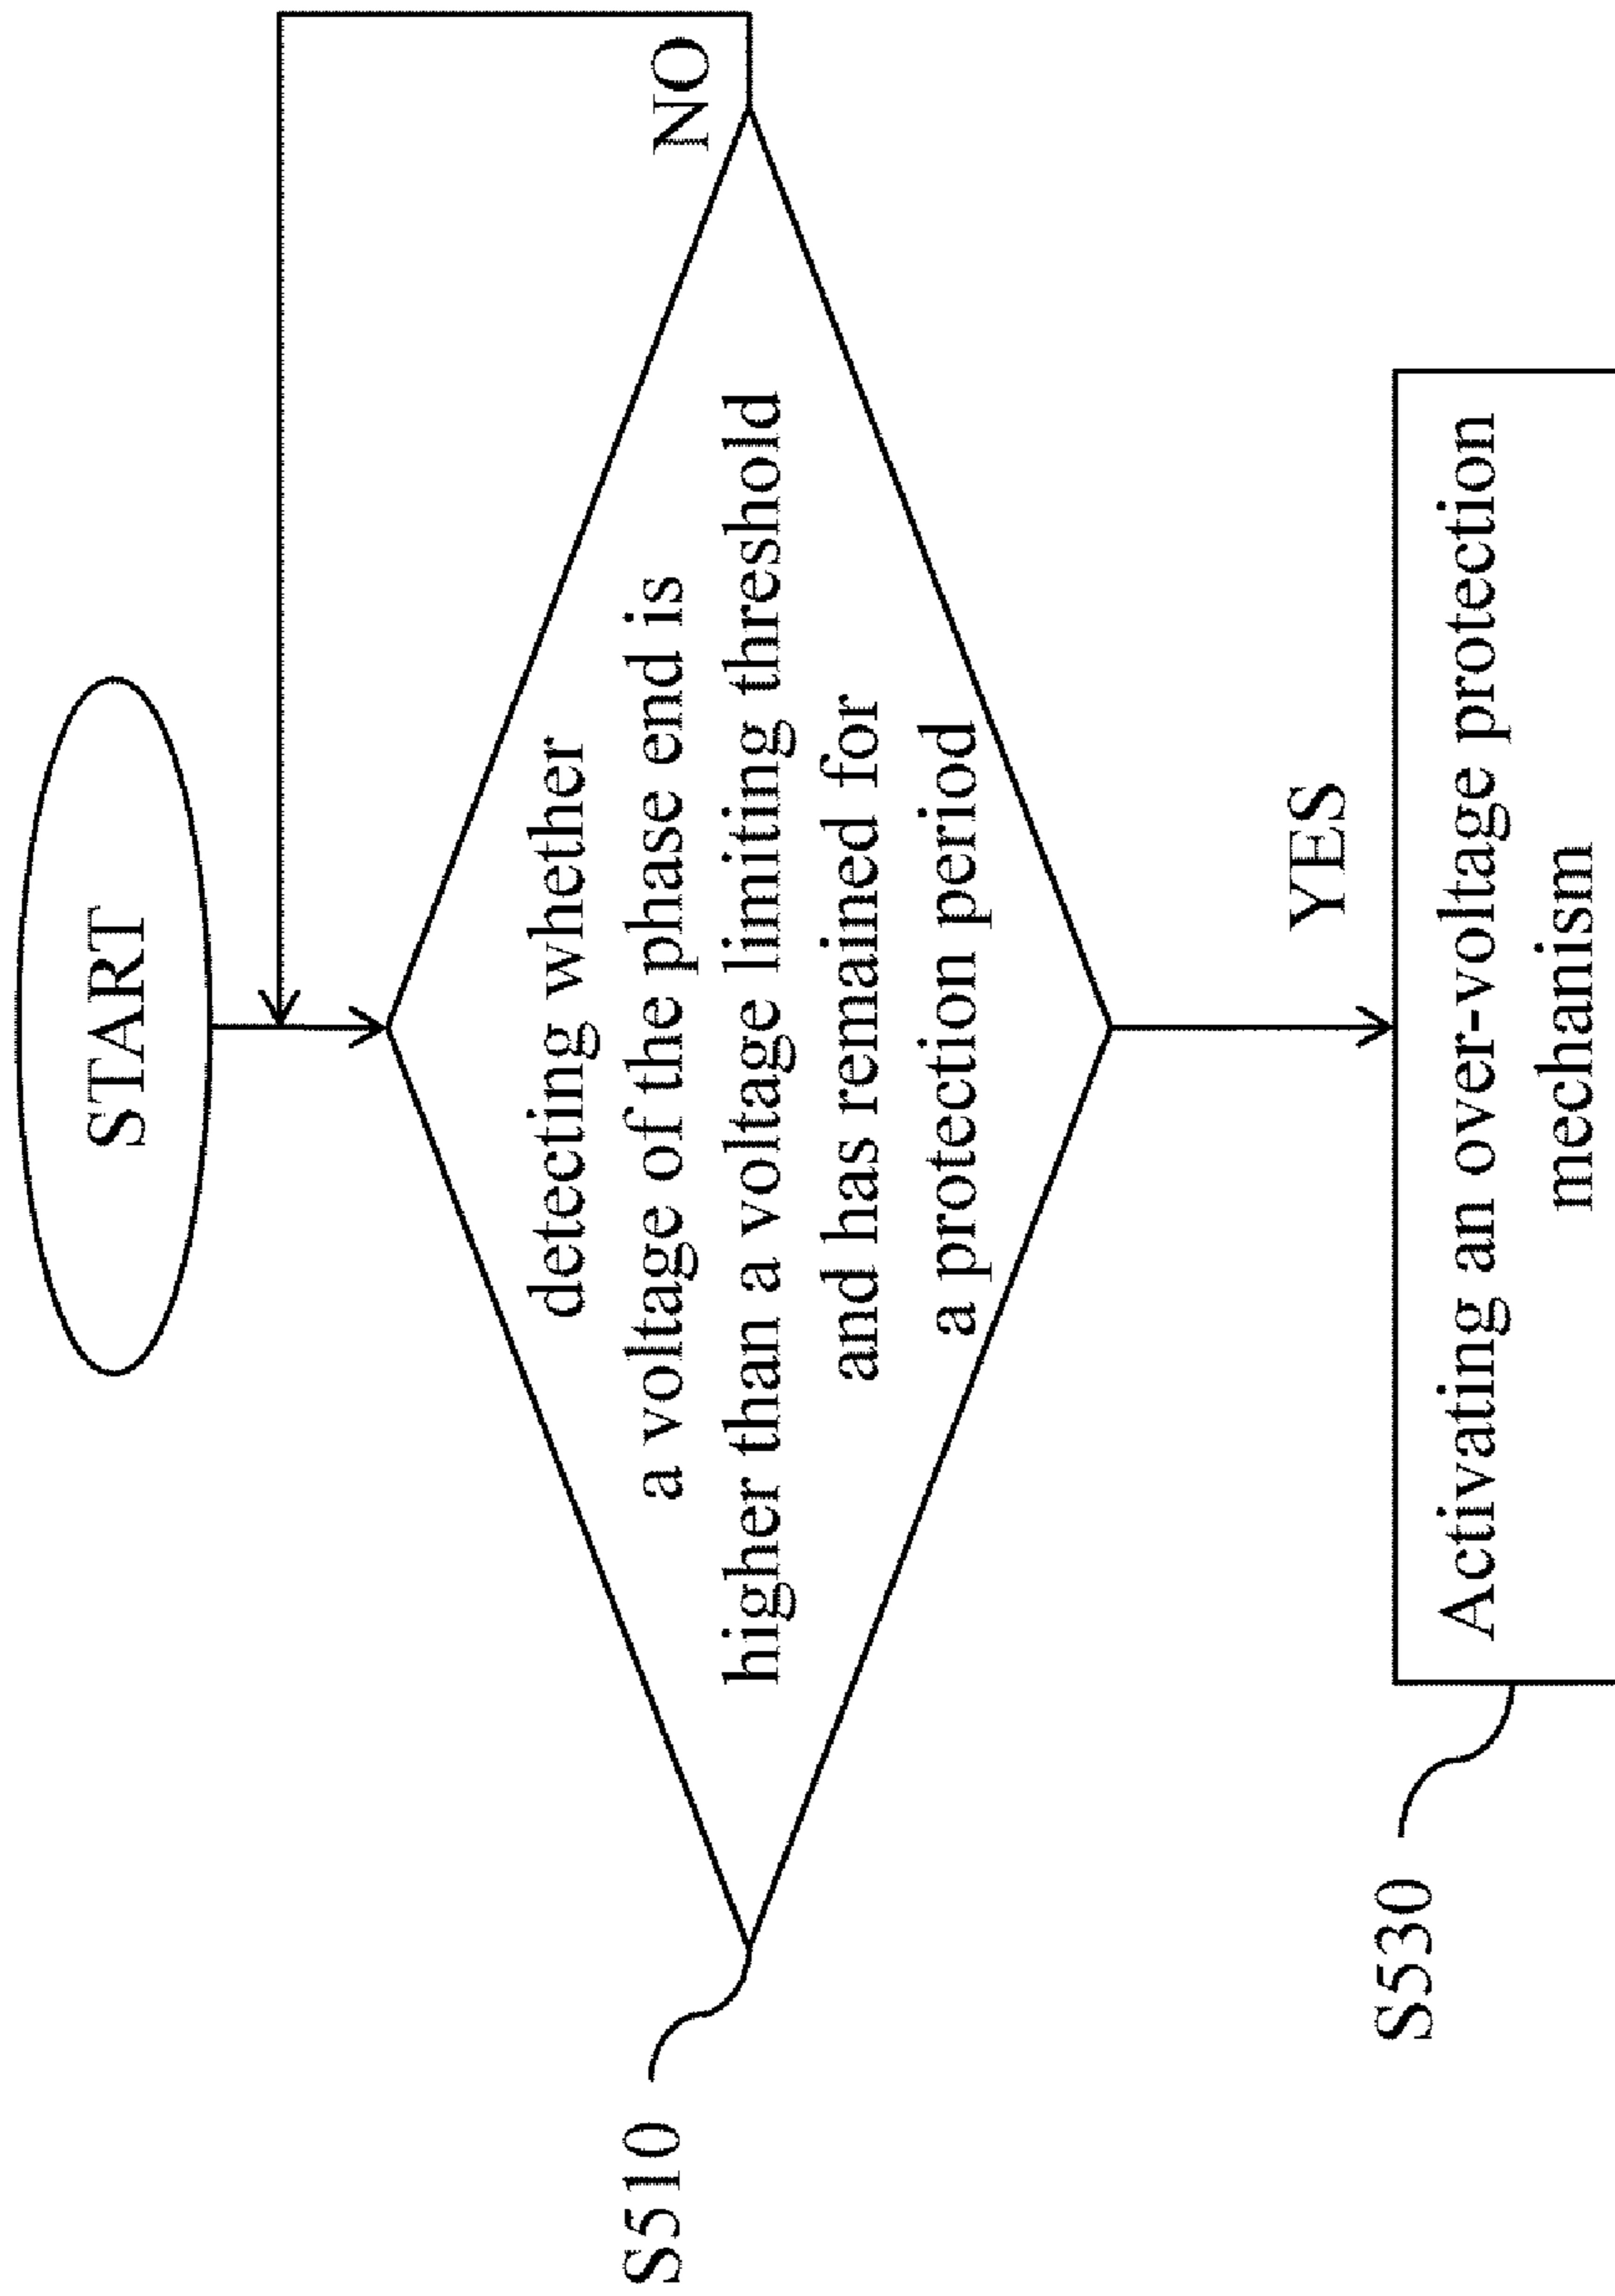 START
NO
detecting whether
a voltage of the phase end is
higher than a voltage limiting threshold
and has remained for
a protection period
S510
YES
Activating an over-voltage protection
mechanism
S530